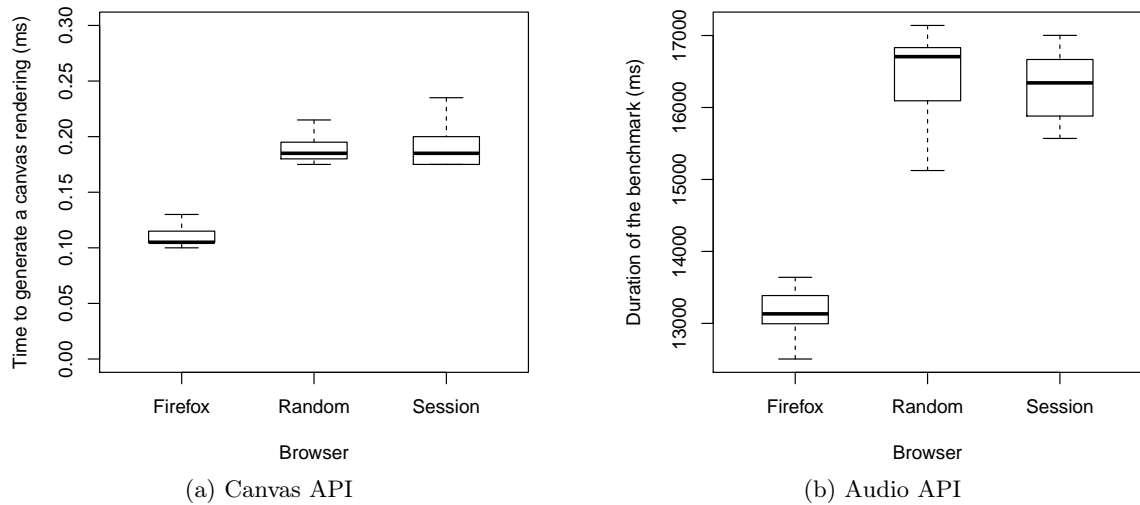 Time to generate a canvas rendering (ms)
0.30
0.25
0.20
0.15
0.10
0.05
0.00
Firefox
Random
Session
Browser
(a) Canvas API
Duration of the benchmark (ms)
17000
16000
15000
14000
13000
Firefox
Random
Session
Browser
(b) Audio API